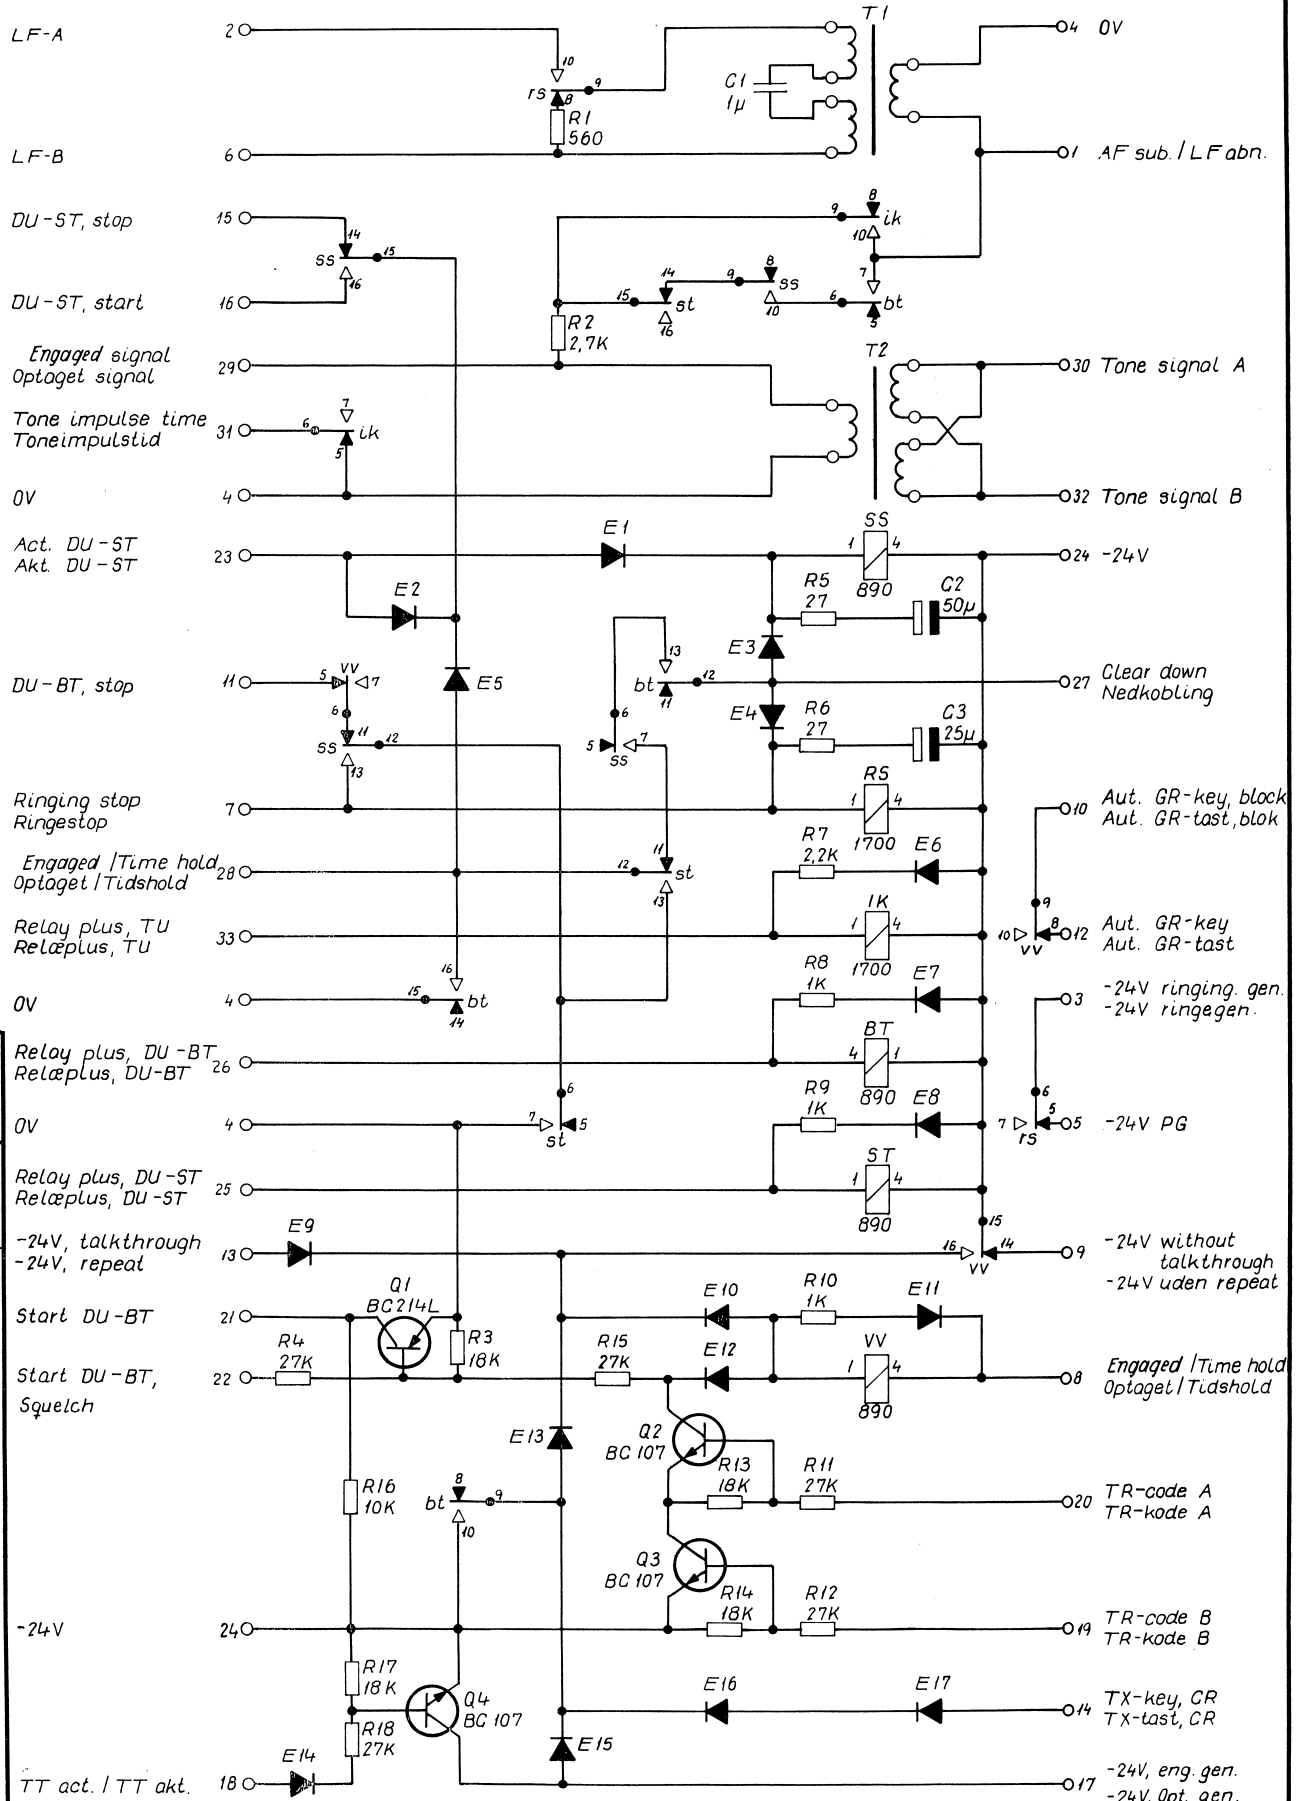 T1
LF-A 2 4 0V
10
9
rs 8
C1
1µ
R1
560
LF-B 6 1 AF sub. / LF abn.
DU-ST, stop 15
14
15
ss
16
DU-ST, start 16
8
9 ik
10
7
14 9 8
15 ss
st 10 6 bt
16 5
R2
2,7K
T2
Engaged signal
Optaget signal 29 30 Tone signal A
Tone impulse time
Toneimpulstid 31
7
6 ik
5
0V 4 32 Tone signal B
SS
Act. DU-ST
Akt. DU-ST 23 E1 1 4 24 -24V
890
E2
R5
27
C2
50µ
E3
13
bt 12
11
27 Clear down
Nedkobling
DU-BT, stop 11
5 VV 7
6
E5
E4
R6
27
C3
25µ
11
ss 12
13
6
5 7
ss
RS
Ringing stop
Ringestop 7 1 4
1700
10 Aut. GR-key, block
Aut. GR-tast, blok
R7
2,2K
E6
Engaged / Time hold
Optaget / Tidshold 28
11
12 st
13
IK
Relay plus, TU
Relæplus, TU 33 1 4
1700
9
8
10 VV
12 Aut. GR-key
Aut. GR-tast
R8
1K
E7
0V 4
16
15 bt
14
3 -24V ringing. gen.
-24V ringegen.
BT
Relay plus, DU-BT
Relæplus, DU-BT 26 4 1
890
R9
1K
E8
0V 4
6
7 5
st
6
5
7 rs
5 -24V PG
ST
Relay plus, DU-ST
Relæplus, DU-ST 25 1 4
890
E9
-24V, talkthrough
-24V, repeat 13
15
16 14
VV
9 -24V without
talkthrough
-24V uden repeat
Q1
BC214L
Start DU-BT 21
R3
18K
E10
R10
1K
E11
R4
27K
R15
27K
E12
VV
1 4
890
Start DU-BT,
Squelch 22
8 Engaged / Time hold
Optaget / Tidshold
E13
Q2
BC 107
R13
18K
R11
27K
20 TR-code A
TR-kode A
R16
10K
8
bt 9
10
Q3
BC 107
R14
18K
R12
27K
-24V 24 19 TR-code B
TR-kode B
R17
18K
Q4
BC 107
R18
27K
E16 E17
14 TX-key, CR
TX-tast, CR
E15
E14
TT act. / TT akt. 18 17 -24V, eng. gen.
-24V, Opt. gen.